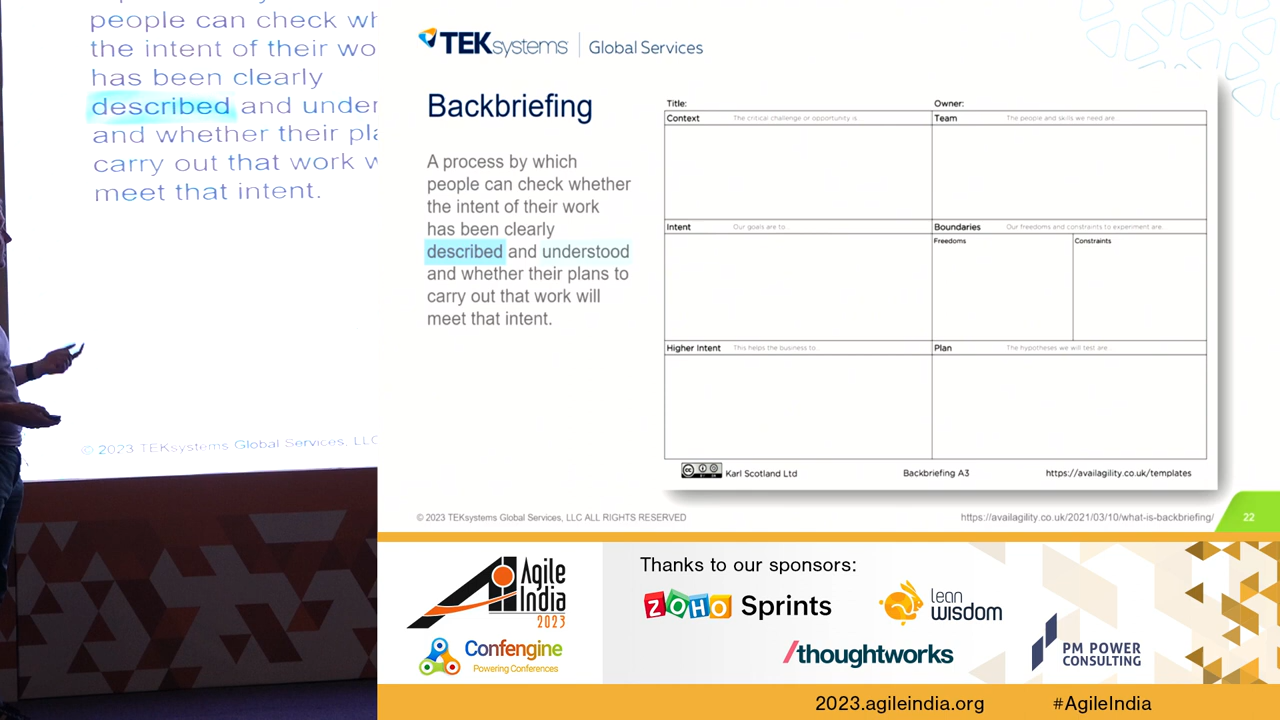 people can check wh
the intent of their wo
has been clearly
described and under
and whether their pla
carry out that work w
meet that intent.
© 2023 TEKsystems Global Services, LLC
TEKsystems | Global Services
Backbriefing
A process by which
people can check whether
the intent of their work
has been clearly
described and understood
and whether their plans to
carry out that work will
meet that intent.
Title: Owner:
Context The critical challenge or opportunity is.. Team The people and skills we need are..
Intent Our goals are to.. Boundaries Our freedoms and constraints to experiment are..
Freedoms Constraints
Higher Intent This helps the business to.. Plan The hypotheses we will test are..
Karl Scotland Ltd Backbriefing A3 https://availagility.co.uk/templates
© 2023 TEKsystems Global Services, LLC ALL RIGHTS RESERVED https://availagility.co.uk/2021/03/10/what-is-backbriefing/ 22
Agile
India
2023
Confengine
Powering Conferences
Thanks to our sponsors:
ZOHO Sprints
lean
wisdom
/thoughtworks
PM POWER
CONSULTING
2023.agileindia.org #AgileIndia